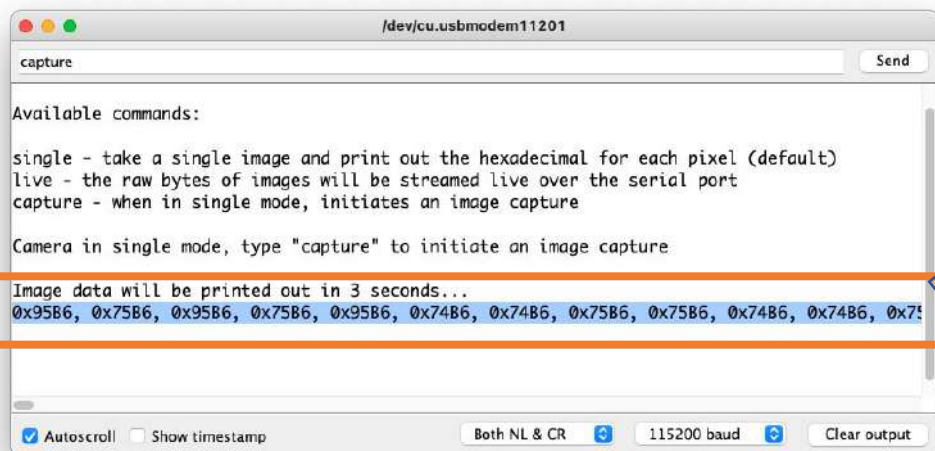 /dev/cu.usbmodem11201
capture
Send
Available commands:
single - take a single image and print out the hexadecimal for each pixel (default)
live - the raw bytes of images will be streamed live over the serial port
capture - when in single mode, initiates an image capture
Camera in single mode, type "capture" to initiate an image capture
Image data will be printed out in 3 seconds...
0x95B6, 0x75B6, 0x95B6, 0x75B6, 0x95B6, 0x74B6, 0x74B6, 0x75B6, 0x75B6, 0x74B6, 0x74B6,
Autoscroll Show timestamp Both NL & CR 115200 baud Clear output